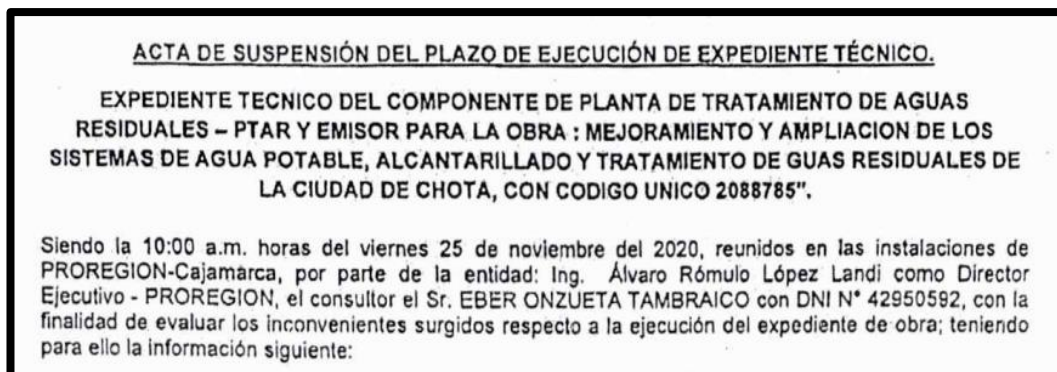 ACTA DE SUSPENSIÓN DEL PLAZO DE EJECUCIÓN DE EXPEDIENTE TÉCNICO.
EXPEDIENTE TECNICO DEL COMPONENTE DE PLANTA DE TRATAMIENTO DE AGUAS
RESIDUALES – PTAR Y EMISOR PARA LA OBRA : MEJORAMIENTO Y AMPLIACION DE LOS
SISTEMAS DE AGUA POTABLE, ALCANTARILLADO Y TRATAMIENTO DE GUAS RESIDUALES DE
LA CIUDAD DE CHOTA, CON CODIGO UNICO 2088785".
Siendo la 10:00 a.m. horas del viernes 25 de noviembre del 2020, reunidos en las instalaciones de
PROREGION-Cajamarca, por parte de la entidad: Ing. Álvaro Rómulo López Landi como Director
Ejecutivo - PROREGION, el consultor el Sr. EBER ONZUETA TAMBRAICO con DNI N° 42950592, con la
finalidad de evaluar los inconvenientes surgidos respecto a la ejecución del expediente de obra; teniendo
para ello la información siguiente: